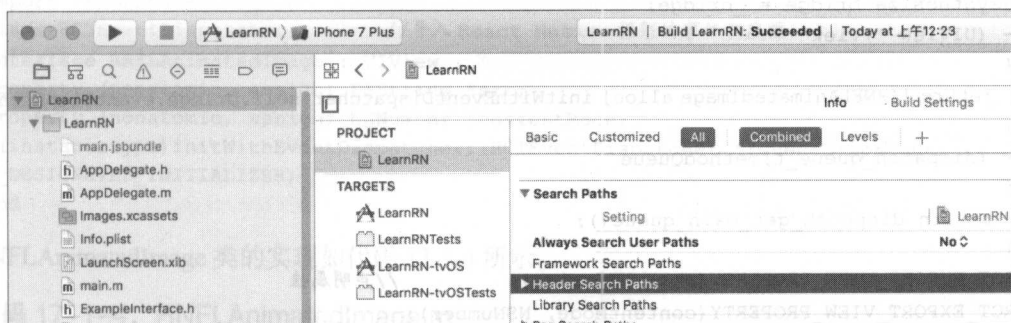 LearnRN 〉 iPhone 7 Plus
LearnRN | Build LearnRN: Succeeded | Today at 上午12:23
LearnRN
LearnRN
LearnRN
main.jsbundle
h AppDelegate.h
m AppDelegate.m
Images.xcassets
Info.plist
LaunchScreen.xib
m main.m
h ExampleInterface.h
Info Build Settings
PROJECT
LearnRN
TARGETS
LearnRN
LearnRNTests
LearnRN-tvOS
LearnRN-tvOSTests
Basic Customized All Combined Levels +
Search Paths
Setting LearnRN
Always Search User Paths No
Framework Search Paths
Header Search Paths
Library Search Paths